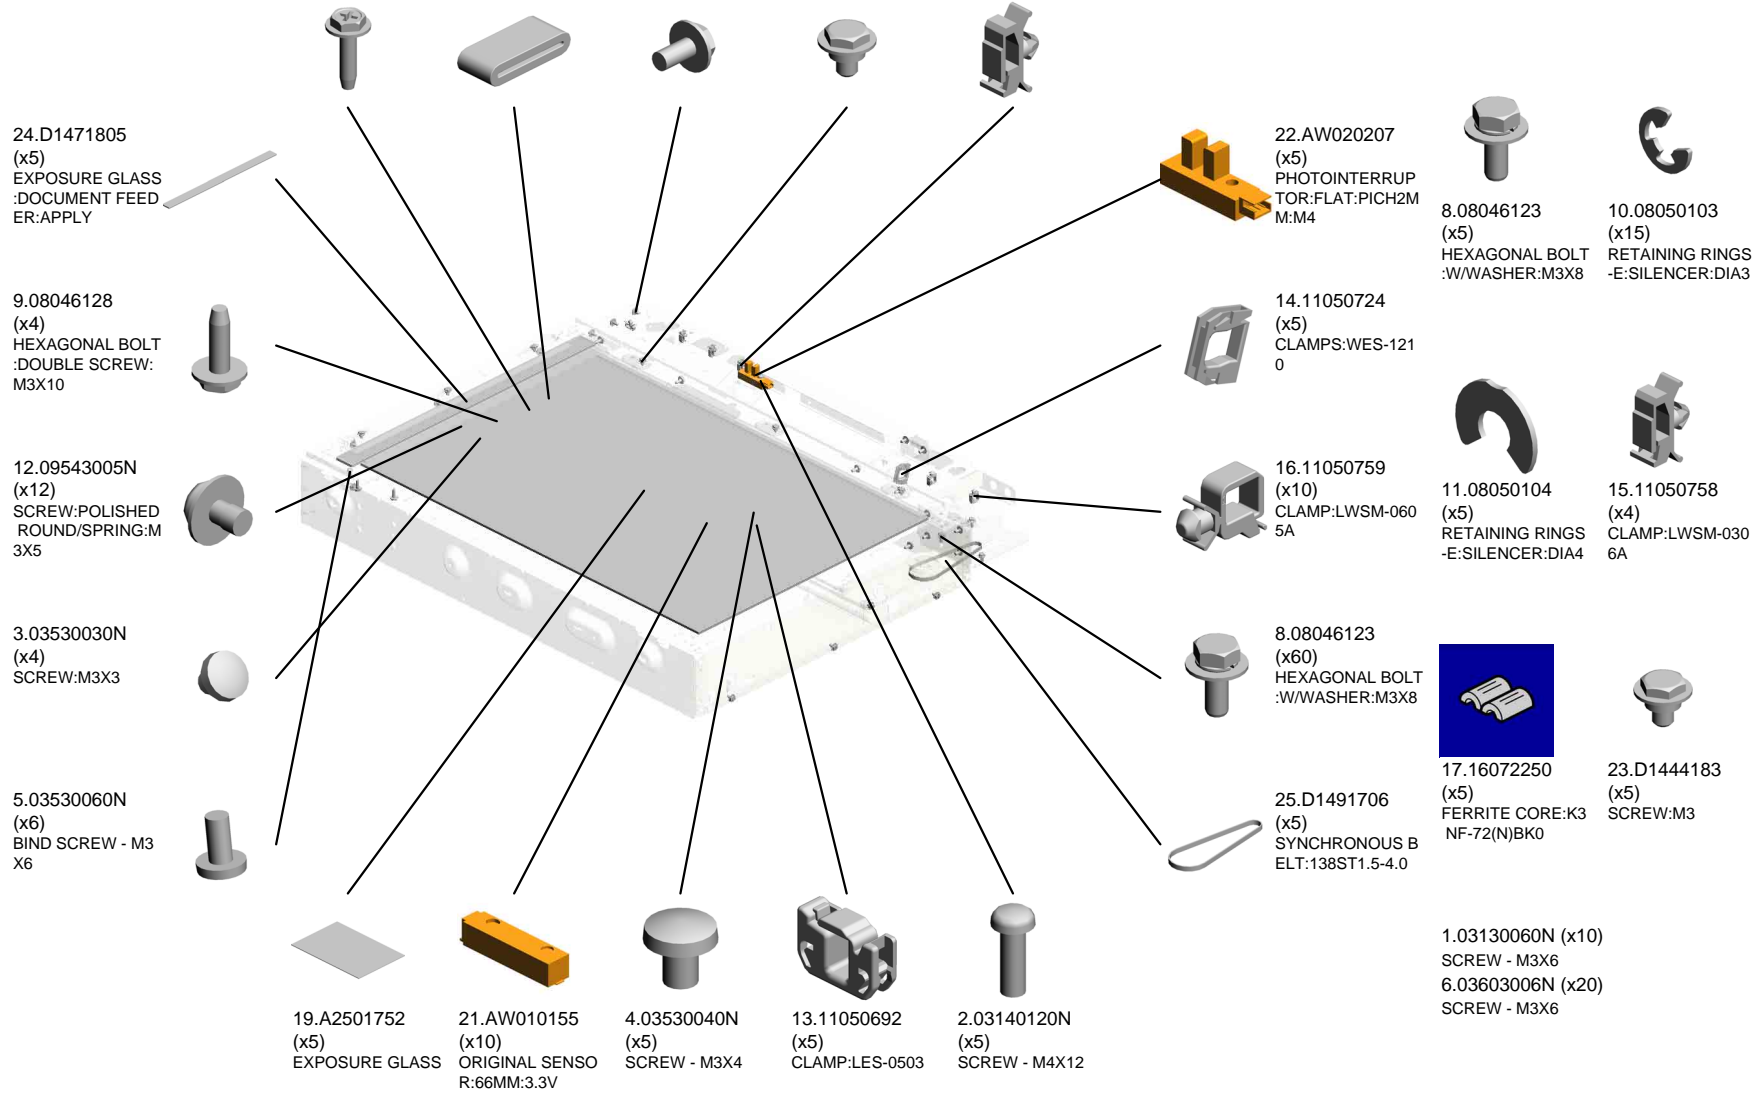 24.D1471805
(x5)
EXPOSURE GLASS
:DOCUMENT FEED
ER:APPLY
9.08046128
(x4)
HEXAGONAL BOLT
:DOUBLE SCREW:
M3X10
12.09543005N
(x12)
SCREW:POLISHED
ROUND/SPRING:M
3X5
3.03530030N
(x4)
SCREW:M3X3
5.03530060N
(x6)
BIND SCREW - M3
X6
19.A2501752
(x5)
EXPOSURE GLASS
21.AW010155
(x10)
ORIGINAL SENSO
R:66MM:3.3V
4.03530040N
(x5)
SCREW - M3X4
13.11050692
(x5)
CLAMP:LES-0503
2.03140120N
(x5)
SCREW - M4X12
22.AW020207
(x5)
PHOTOINTERRUP
TOR:FLAT:PICH2M
M:M4
14.11050724
(x5)
CLAMPS:WES-121
0
16.11050759
(x10)
CLAMP:LWSM-060
5A
8.08046123
(x60)
HEXAGONAL BOLT
:W/WASHER:M3X8
25.D1491706
(x5)
SYNCHRONOUS B
ELT:138ST1.5-4.0
8.08046123
(x5)
HEXAGONAL BOLT
:W/WASHER:M3X8
10.08050103
(x15)
RETAINING RINGS
-E:SILENCER:DIA3
11.08050104
(x5)
RETAINING RINGS
-E:SILENCER:DIA4
15.11050758
(x4)
CLAMP:LWSM-030
6A
17.16072250
(x5)
FERRITE CORE:K3
NF-72(N)BK0
23.D1444183
(x5)
SCREW:M3
1.03130060N (x10)
SCREW - M3X6
6.03603006N (x20)
SCREW - M3X6